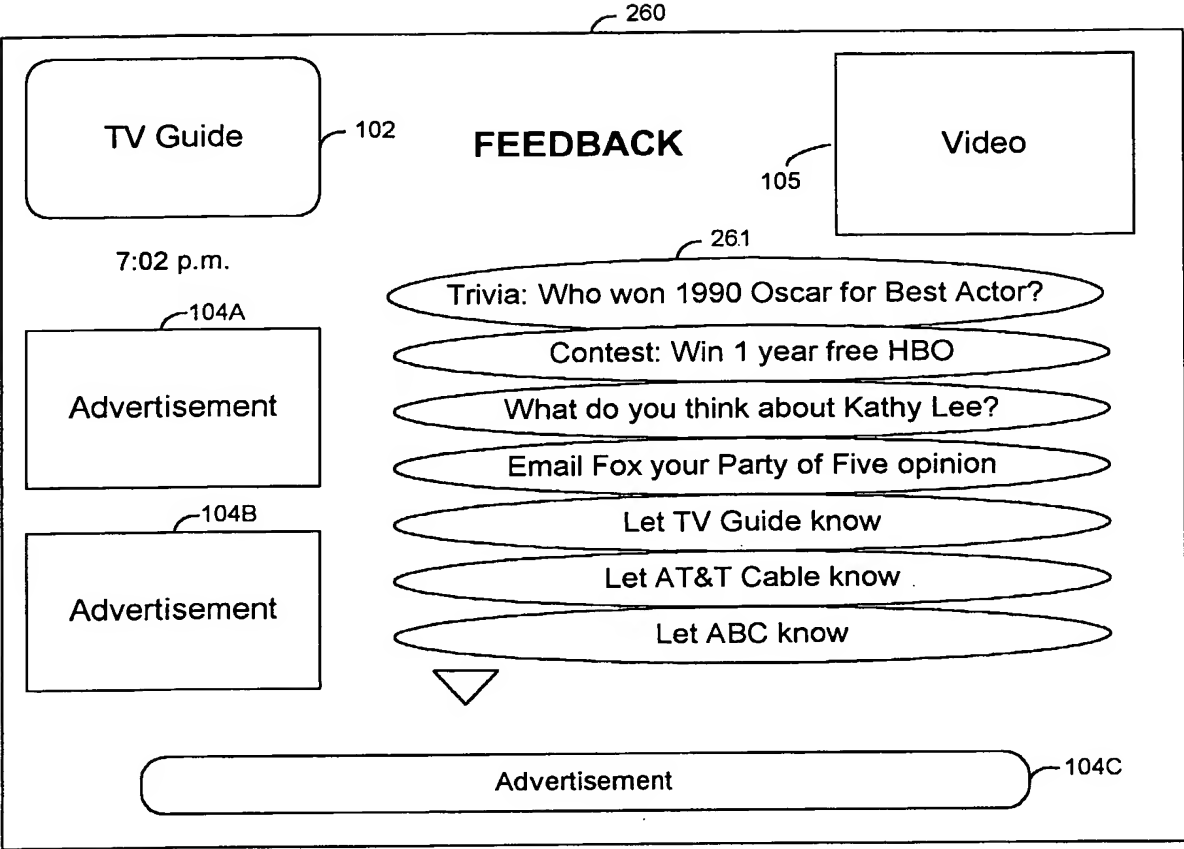 260
TV Guide
102
FEEDBACK
105
Video
7:02 p.m.
261
Trivia: Who won 1990 Oscar for Best Actor?
104A
Contest: Win 1 year free HBO
Advertisement
What do you think about Kathy Lee?
Email Fox your Party of Five opinion
104B
Let TV Guide know
Advertisement
Let AT&T Cable know
Let ABC know
Advertisement
104C